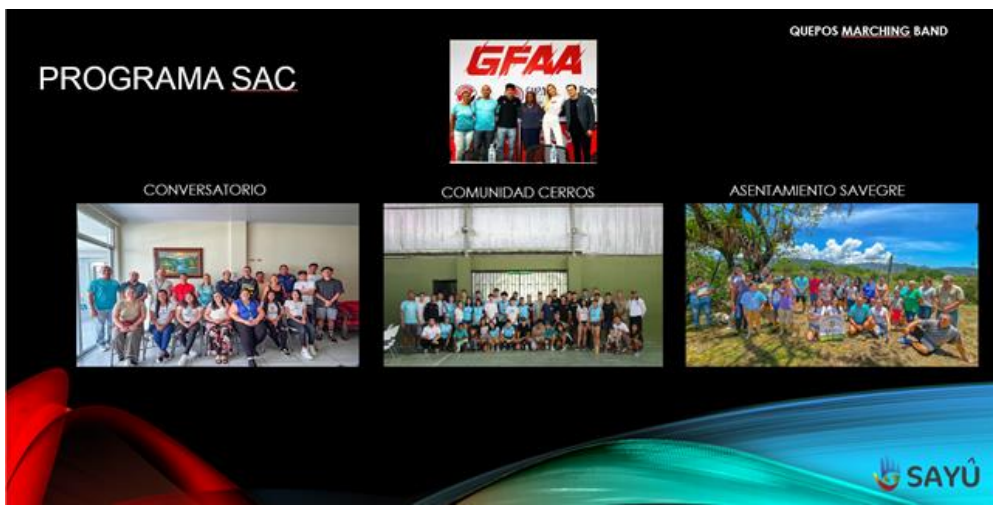 QUEPOS MARCHING BAND
PROGRAMA SAC
GFAA
CONVERSATORIO
COMUNIDAD CERROS
ASENTAMIENTO SAVEGRE
SAYÛ